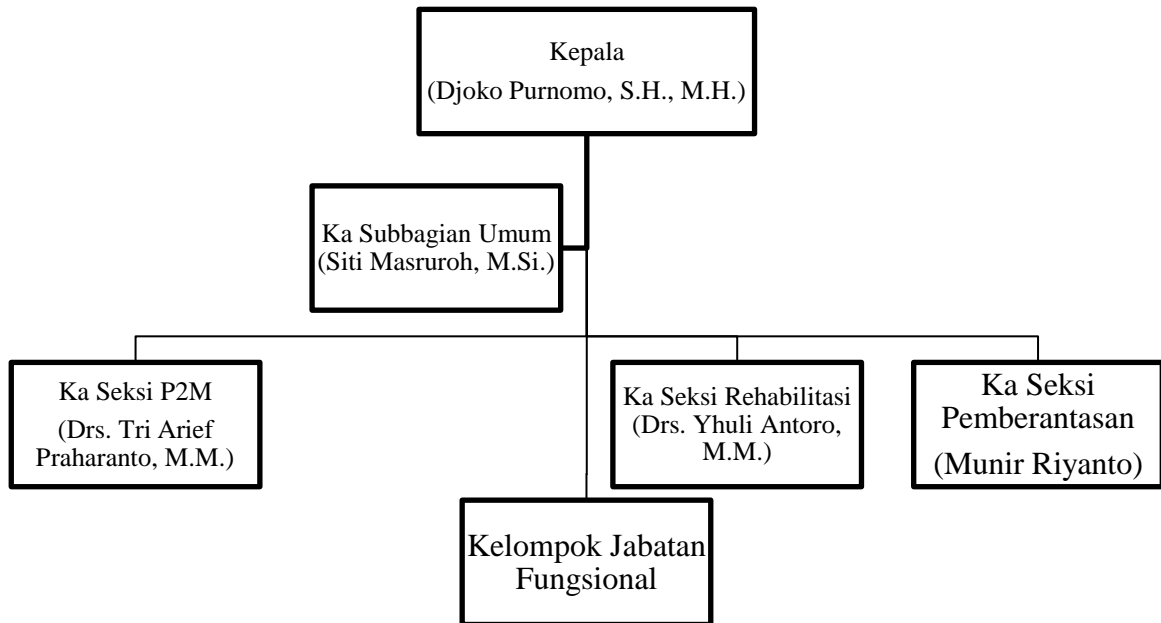 Kepala
(Djoko Purnomo, S.H., M.H.)
Ka Subbagian Umum
(Siti Masruroh, M.Si.)
Ka Seksi P2M
(Drs. Tri Arief
Praharanto, M.M.)
Ka Seksi Rehabilitasi
(Drs. Yhuli Antoro,
M.M.)
Ka Seksi
Pemberantasan
(Munir Riyanto)
Kelompok Jabatan
Fungsional